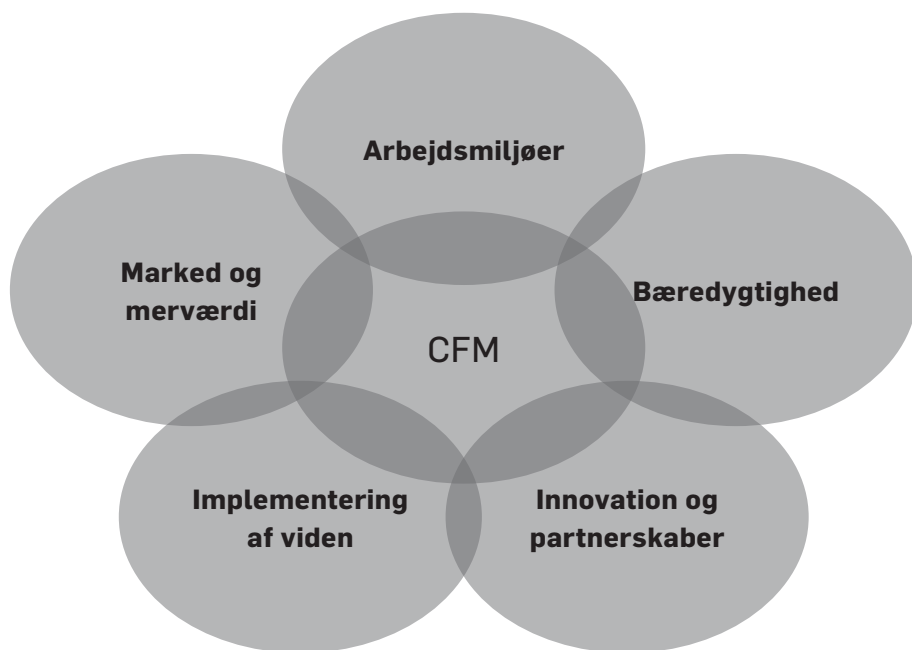 Arbejdsmiljøer
Marked og
merværdi
Bæredygtighed
CFM
Implementering
af viden
Innovation og
partnerskaber